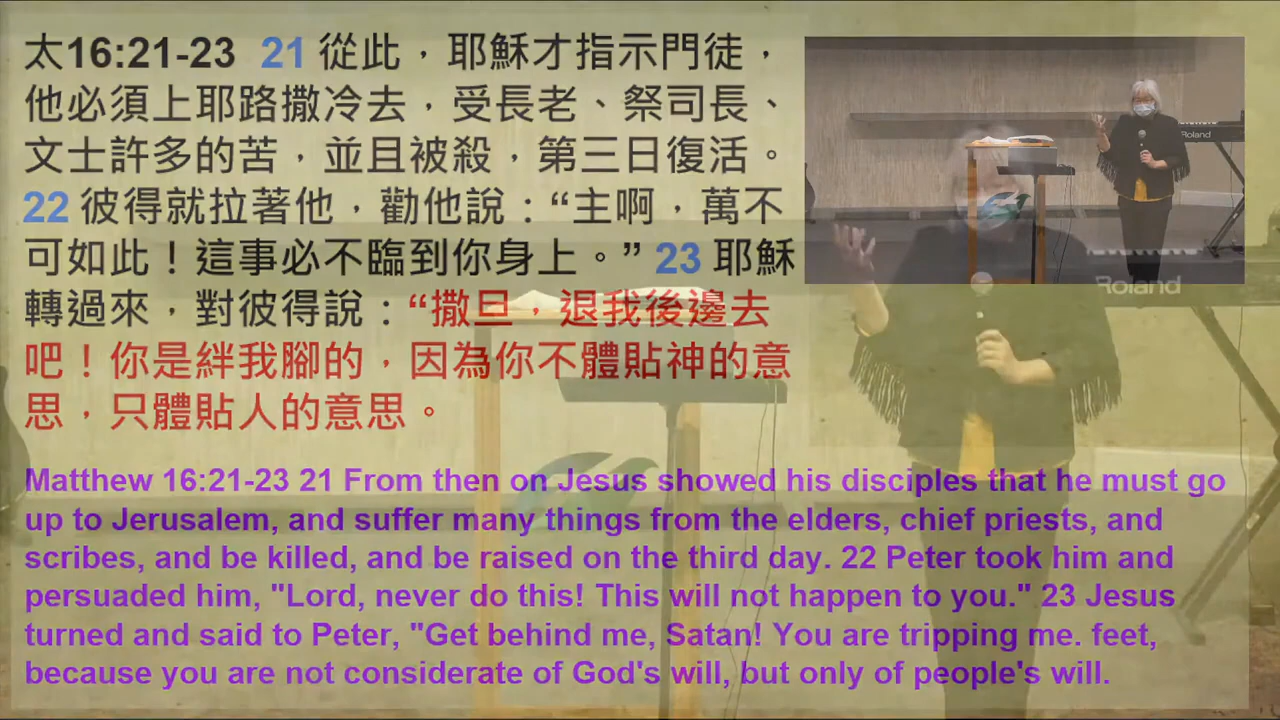 太16:21-23 21 從此，耶穌才指示門徒，
他必須上耶路撒冷去，受長老、祭司長、
文士許多的苦，並且被殺，第三日復活。
22 彼得就拉著他，勸他說：“主啊，萬不
可如此！這事必不臨到你身上。” 23 耶穌
轉過來，對彼得說：“撒旦，退我後邊去
吧！你是絆我腳的，因為你不體貼神的意
思，只體貼人的意思。
Roland
Roland
Matthew 16:21-23 21 From then on Jesus showed his disciples that he must go
up to Jerusalem, and suffer many things from the elders, chief priests, and
scribes, and be killed, and be raised on the third day. 22 Peter took him and
persuaded him, "Lord, never do this! This will not happen to you." 23 Jesus
turned and said to Peter, "Get behind me, Satan! You are tripping me. feet,
because you are not considerate of God's will, but only of people's will.